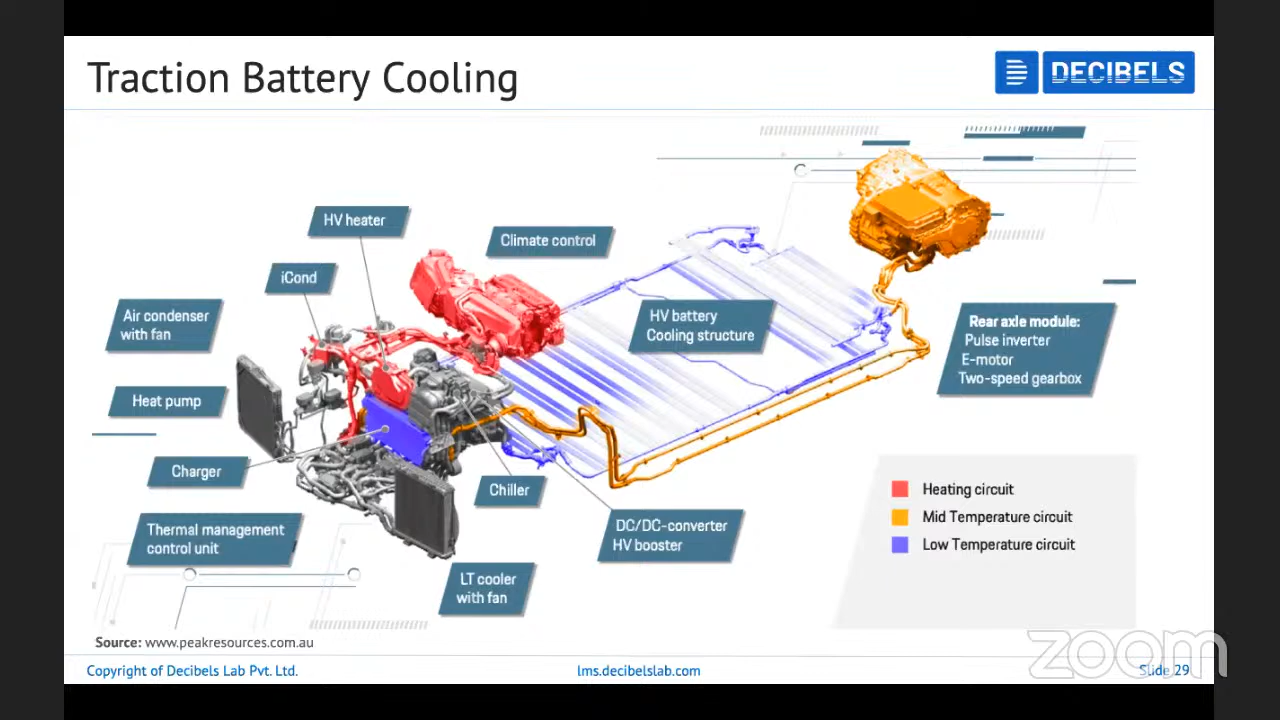 Traction Battery Cooling
DECIBELS
HV heater
Climate control
iCond
Air condenser
with fan
HV battery
Cooling structure
Rear axle module:
Pulse inverter
E-motor
Two-speed gearbox
Heat pump
Charger
Chiller
Heating circuit
Mid Temperature circuit
Low Temperature circuit
Thermal management
control unit
DC/DC-converter
HV booster
LT cooler
with fan
Source: www.peakresources.com.au
zoom
Copyright of Decibels Lab Pvt. Ltd.
lms.decibelslab.com
Slide 29